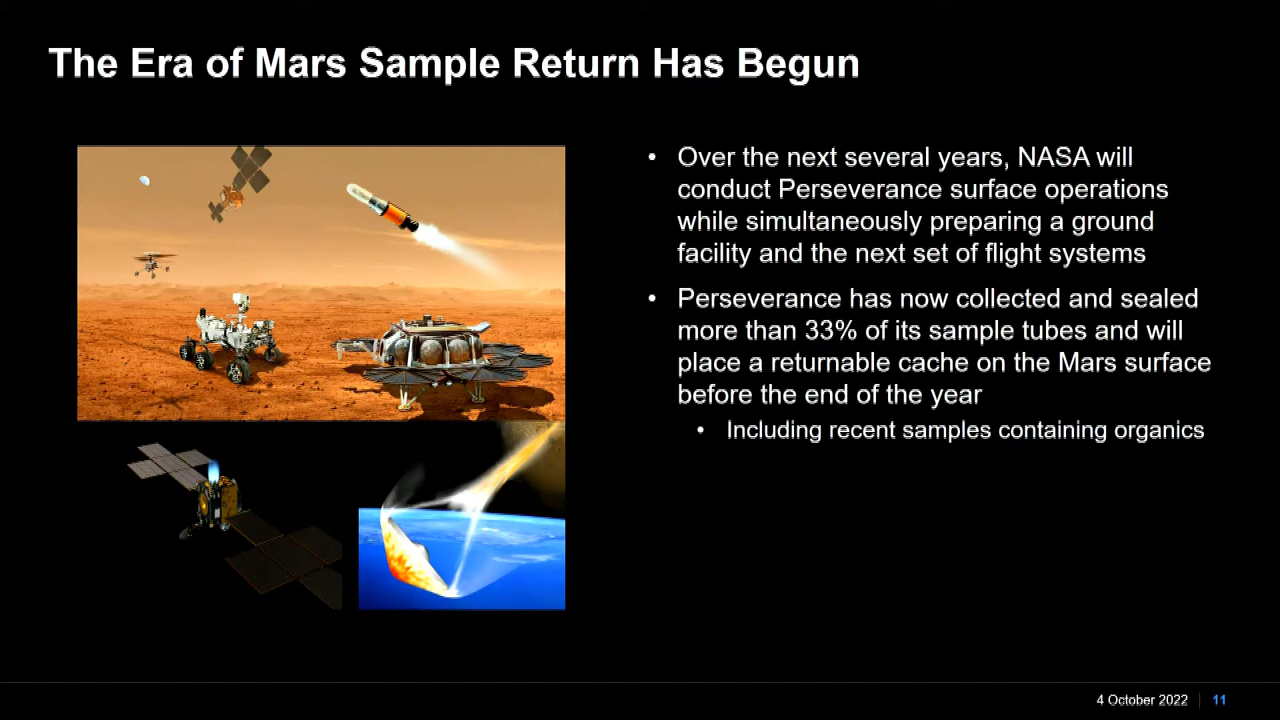 The Era of Mars Sample Return Has Begun
• Over the next several years, NASA will
conduct Perseverance surface operations
while simultaneously preparing a ground
facility and the next set of flight systems
• Perseverance has now collected and sealed
more than 33% of its sample tubes and will
place a returnable cache on the Mars surface
before the end of the year
• Including recent samples containing organics
4 October 2022 | 11